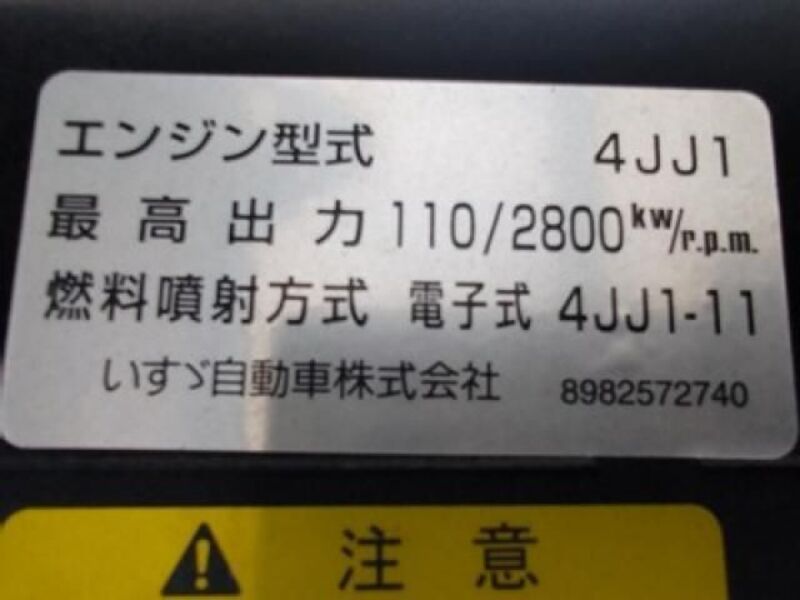 エンジン型式 4JJ1
最高出力 110/2800kw/r.p.m.
燃料噴射方式 電子式 4JJ1-11
いすゞ自動車株式会社 8982572740
注意